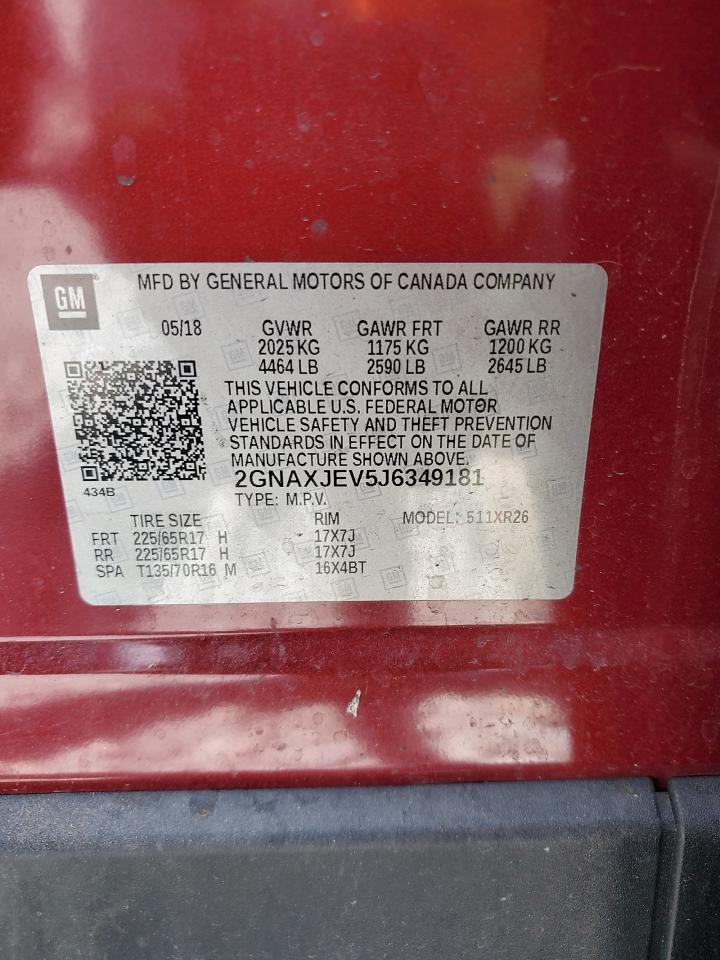 GM
MFD BY GENERAL MOTORS OF CANADA COMPANY
05/18 GVWR GAWR FRT GAWR RR
2025 KG 1175 KG 1200 KG
4464 LB 2590 LB 2645 LB
THIS VEHICLE CONFORMS TO ALL
APPLICABLE U.S. FEDERAL MOTOR
VEHICLE SAFETY AND THEFT PREVENTION
STANDARDS IN EFFECT ON THE DATE OF
MANUFACTURE SHOWN ABOVE.
434B 2GNAXJEV5J6349181
TYPE: M.P.V.
TIRE SIZE RIM MODEL: 511XR26
FRT 225/65R17 H 17X7J
RR 225/65R17 H 17X7J
SPA T135/70R16 M 16X4BT